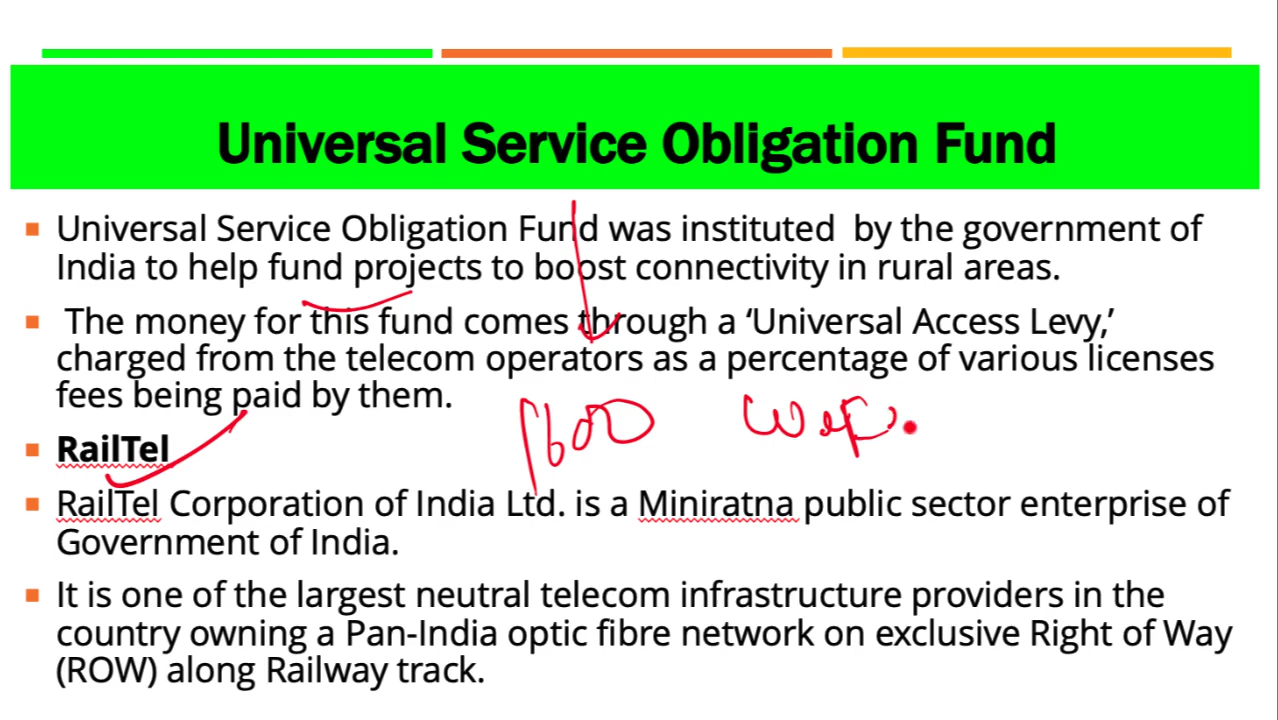 Universal Service Obligation Fund
Universal Service Obligation Fund was instituted by the government of
India to help fund projects to boost connectivity in rural areas.
The money for this fund comes through a ‘Universal Access Levy,’
charged from the telecom operators as a percentage of various licenses
fees being paid by them.
RailTel
RailTel Corporation of India Ltd. is a Miniratna public sector enterprise of
Government of India.
It is one of the largest neutral telecom infrastructure providers in the
country owning a Pan-India optic fibre network on exclusive Right of Way
(ROW) along Railway track.